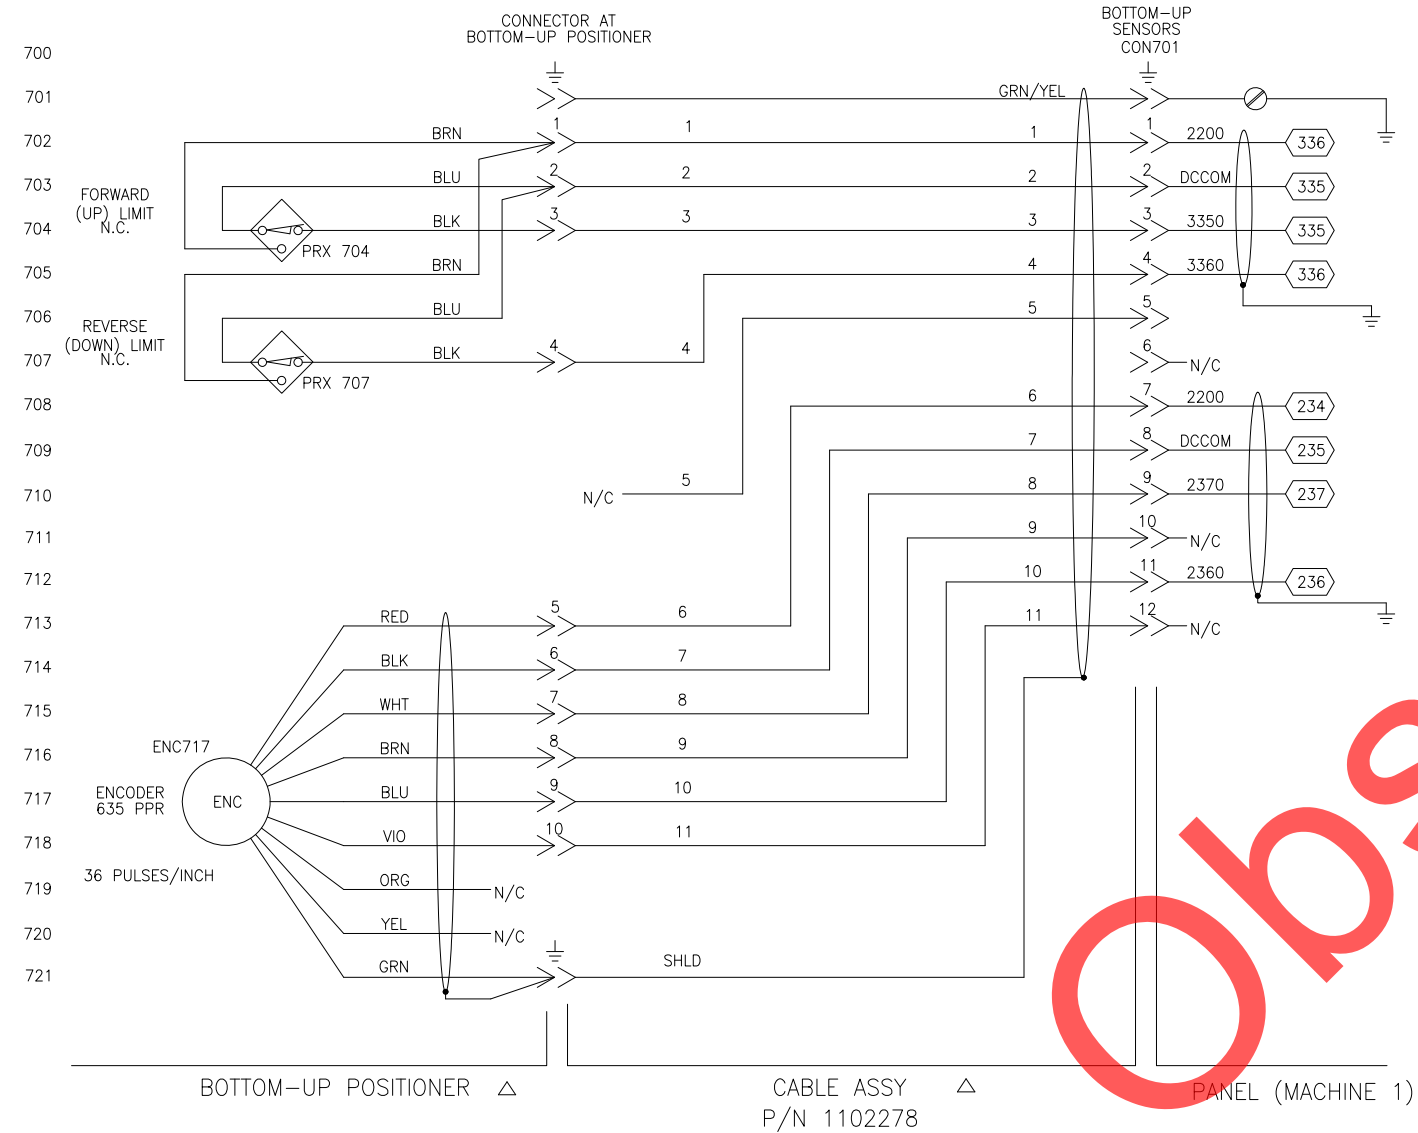 CONNECTOR AT
BOTTOM-UP POSITIONER
BOTTOM-UP
SENSORS
CON701
700
701
GRN/YEL
702
BRN
1
1
1
1
2200
336
703
BLU
2
2
2
2
DCCOM
335
FORWARD
(UP) LIMIT
N.C.
704
BLK
3
3
3
3
3350
335
PRX 704
705
BRN
4
4
3360
336
706
BLU
5
5
REVERSE
(DOWN) LIMIT
N.C.
707
BLK
4
4
6
N/C
PRX 707
708
6
7
2200
234
709
7
8
DCCOM
235
710
N/C
5
8
9
2370
237
711
9
10
N/C
712
10
11
2360
236
713
RED
5
6
11
12
N/C
714
BLK
6
7
715
WHT
7
8
716
ENC717
BRN
8
9
717
ENCODER
635 PPR
ENC
BLU
9
10
718
VIO
10
11
36 PULSES/INCH
719
ORG
N/C
720
YEL
N/C
721
GRN
SHLD
BOTTOM-UP POSITIONER
CABLE ASSY
P/N 1102278
PANEL (MACHINE 1)